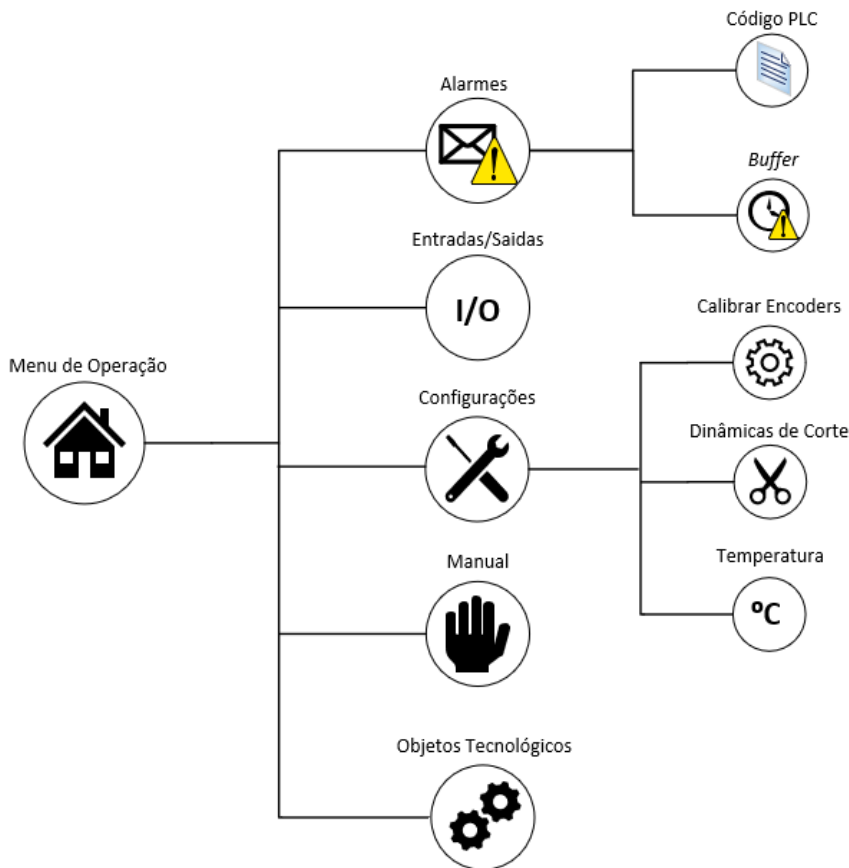 Código PLC
Alarmes
Buffer
Entradas/Saidas
I/O
Calibrar Encoders
Menu de Operação
Configurações
Dinâmicas de Corte
Temperatura
ºC
Manual
Objetos Tecnológicos